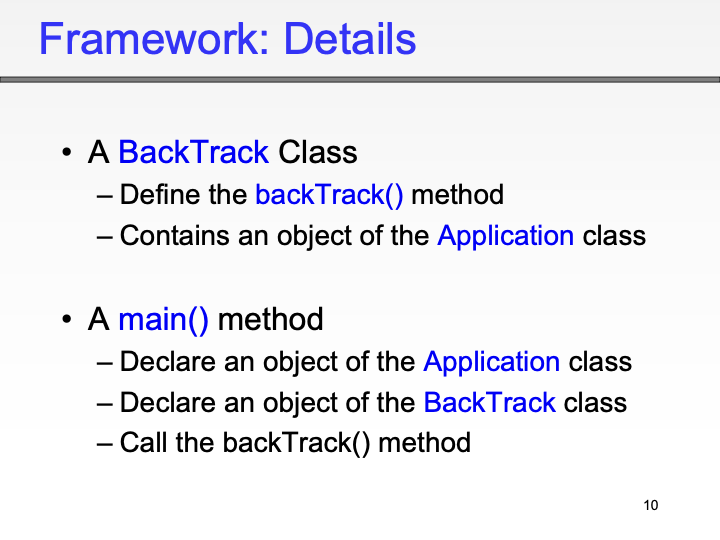 Framework: Details
• A BackTrack Class
– Define the backTrack() method
– Contains an object of the Application class
• A main() method
– Declare an object of the Application class
– Declare an object of the BackTrack class
– Call the backTrack() method
10